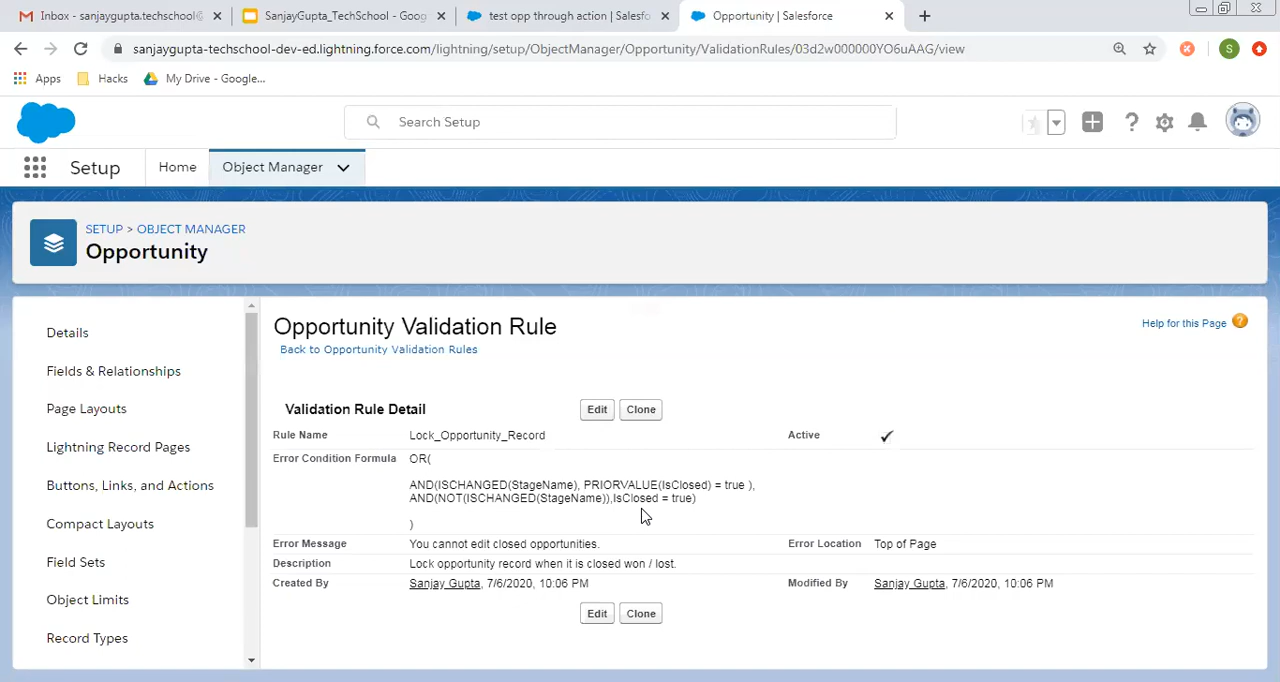 Inbox - sanjaygupta.techschool@
SanjayGupta_TechSchool - Goog
test opp through action | Salesfo
Opportunity | Salesforce
sanjaygupta-techschool-dev-ed.lightning.force.com/lightning/setup/ObjectManager/Opportunity/ValidationRules/03d2w000000YO6uAAG/view
S
Apps
Hacks
My Drive - Google...
Search Setup
Setup
Home
Object Manager
SETUP > OBJECT MANAGER
Opportunity
Details
Fields & Relationships
Page Layouts
Lightning Record Pages
Buttons, Links, and Actions
Compact Layouts
Field Sets
Object Limits
Record Types
Opportunity Validation Rule
Help for this Page
Back to Opportunity Validation Rules
Validation Rule Detail
Edit
Clone
Rule Name
Lock_Opportunity_Record
Active
Error Condition Formula
OR(
AND(ISCHANGED(StageName), PRIORVALUE(IsClosed) = true ),
AND(NOT(ISCHANGED(StageName)),IsClosed = true)
)
Error Message
You cannot edit closed opportunities.
Error Location
Top of Page
Description
Lock opportunity record when it is closed won / lost.
Created By
Sanjay Gupta, 7/6/2020, 10:06 PM
Modified By
Sanjay Gupta, 7/6/2020, 10:06 PM
Edit
Clone